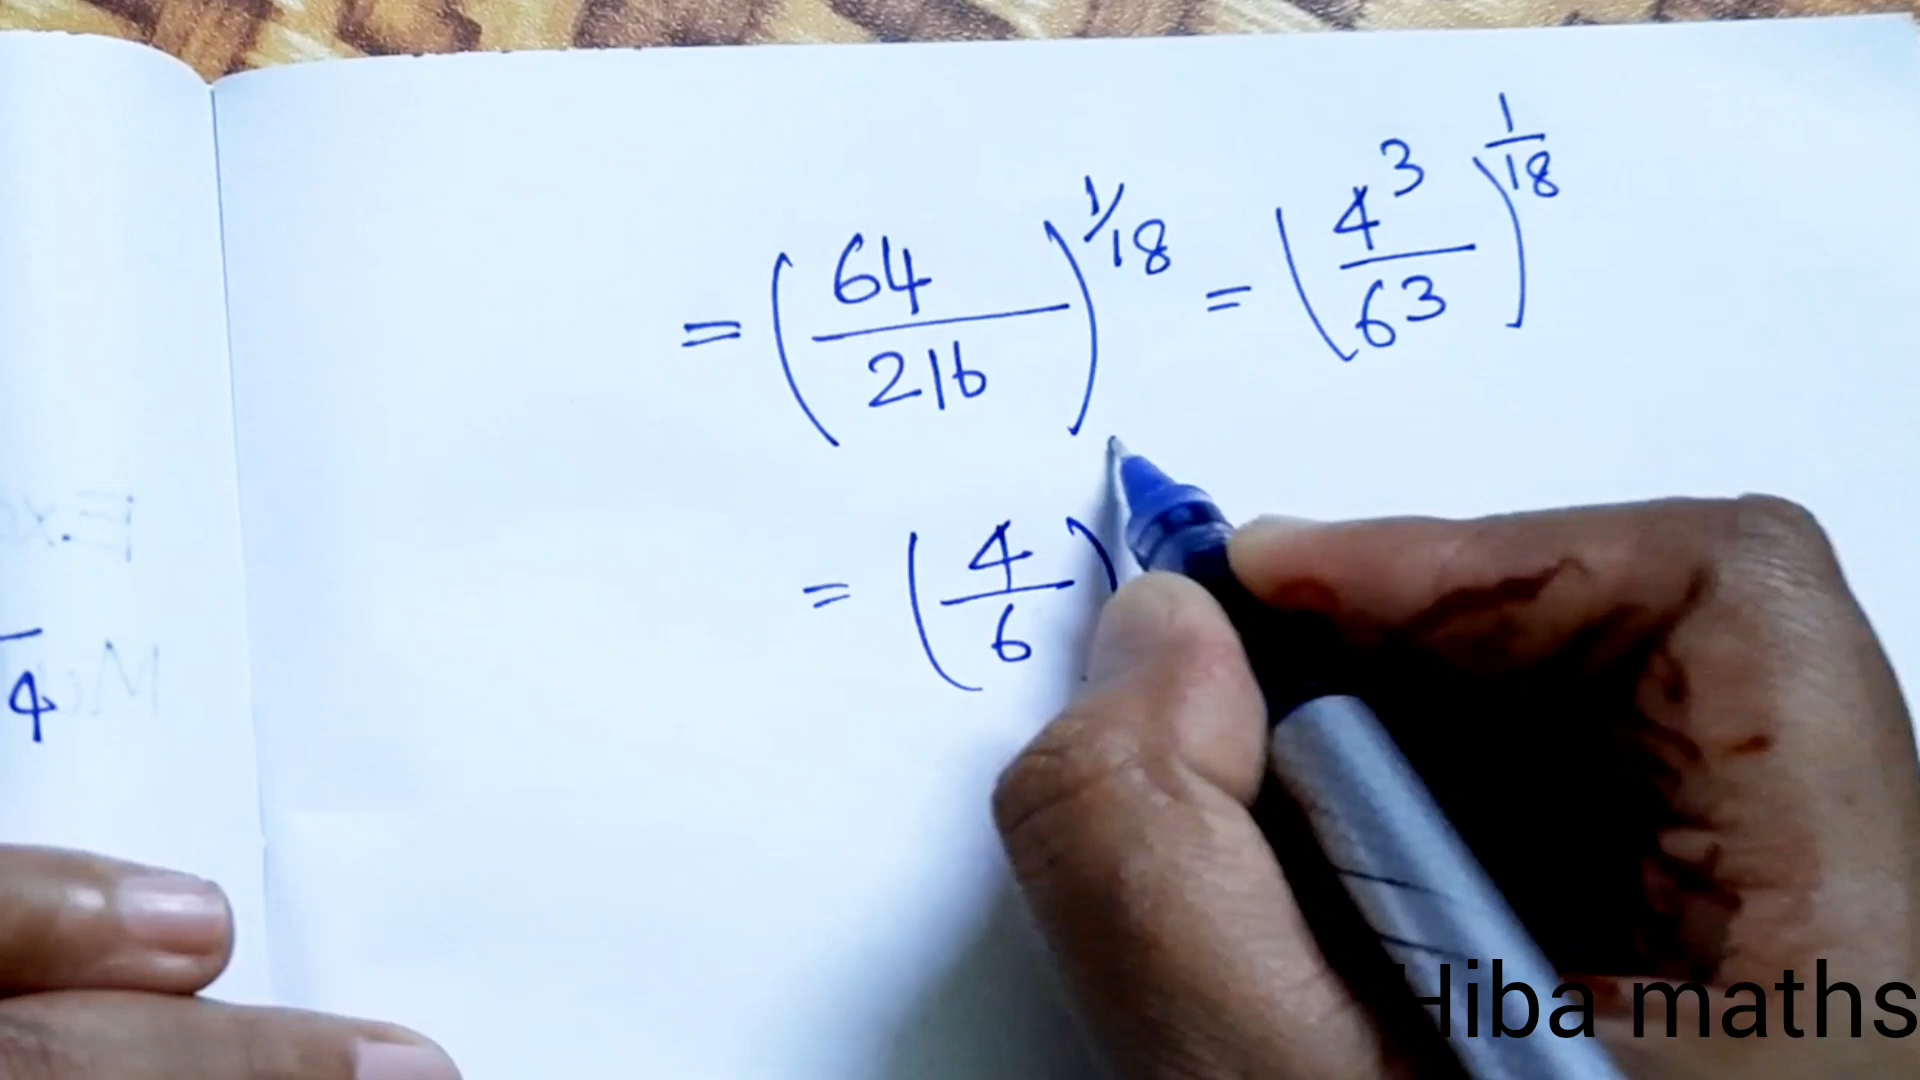 = (64/216)^1/18 = (4^3/6^3)^1/18
= (4/6)
4
Hiba maths